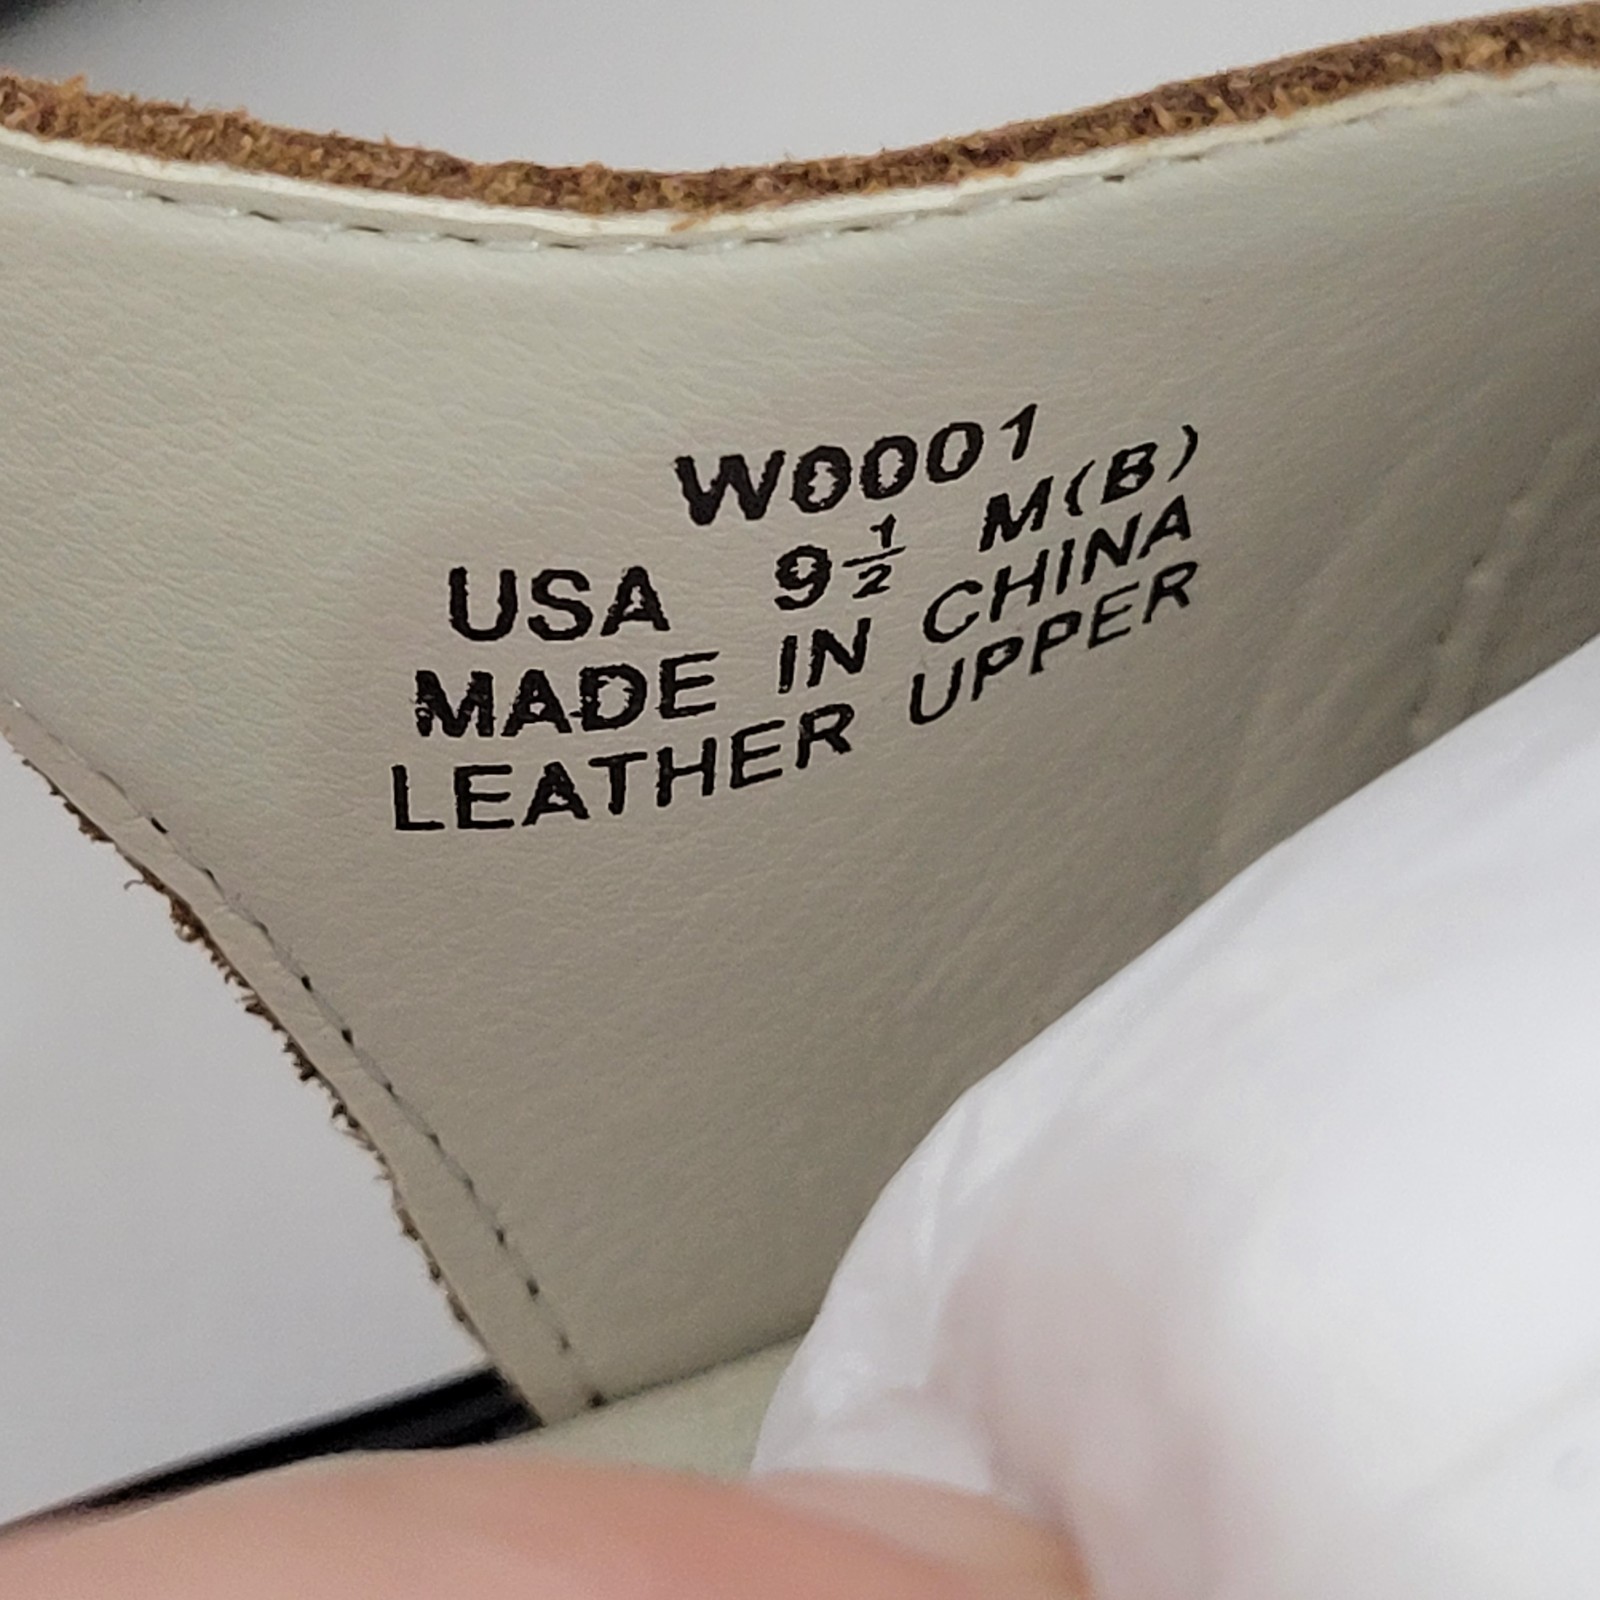 W0001
USA 9½ M(B)
MADE IN CHINA
LEATHER UPPER